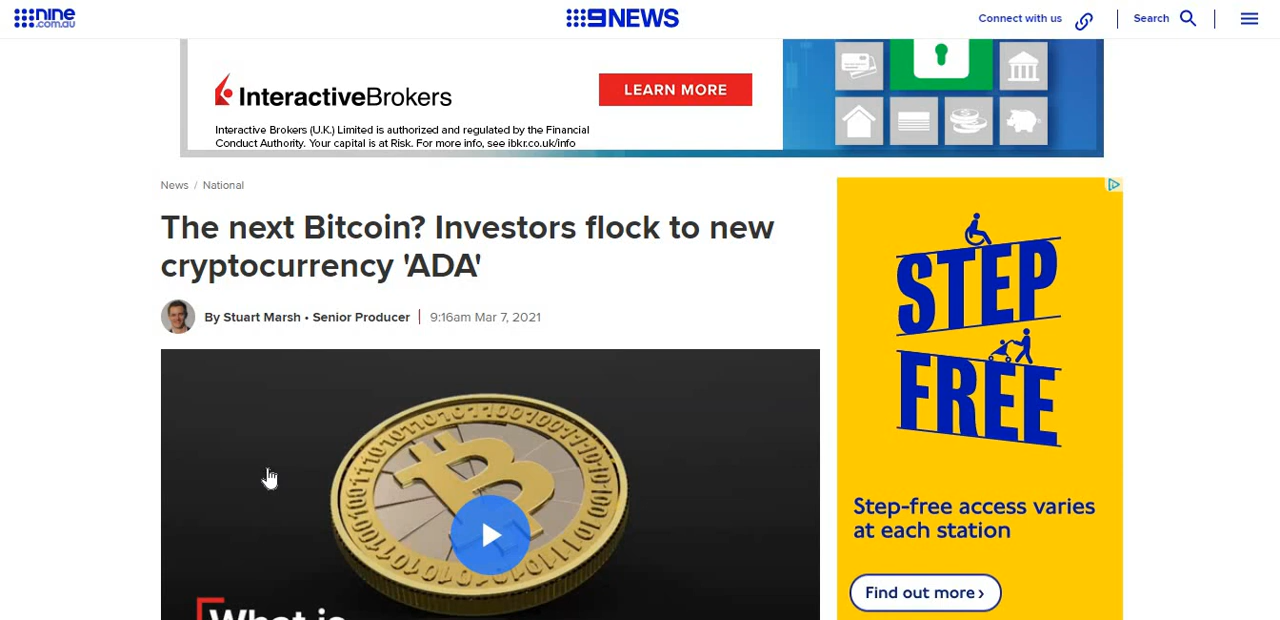 nine
.com.au
9NEWS
Connect with us
Search
InteractiveBrokers
LEARN MORE
Interactive Brokers (U.K.) Limited is authorized and regulated by the Financial
Conduct Authority. Your capital is at Risk. For more info, see ibkr.co.uk/info
News / National
The next Bitcoin? Investors flock to new
cryptocurrency 'ADA'
By Stuart Marsh • Senior Producer | 9:16am Mar 7, 2021
What is
STEP
FREE
Step-free access varies
at each station
Find out more ›